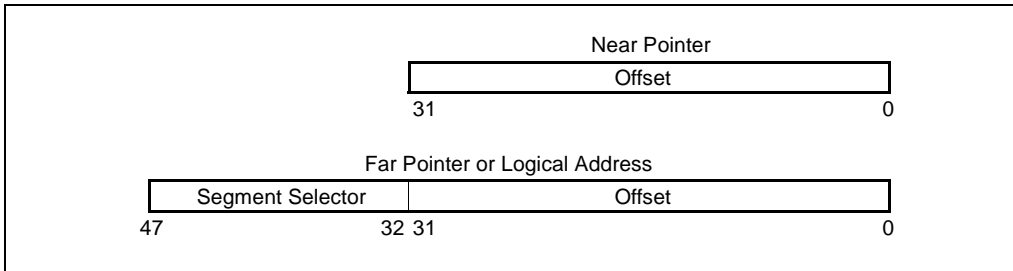 Near Pointer
Offset
31 0
Far Pointer or Logical Address
Segment Selector Offset
47 32 31 0